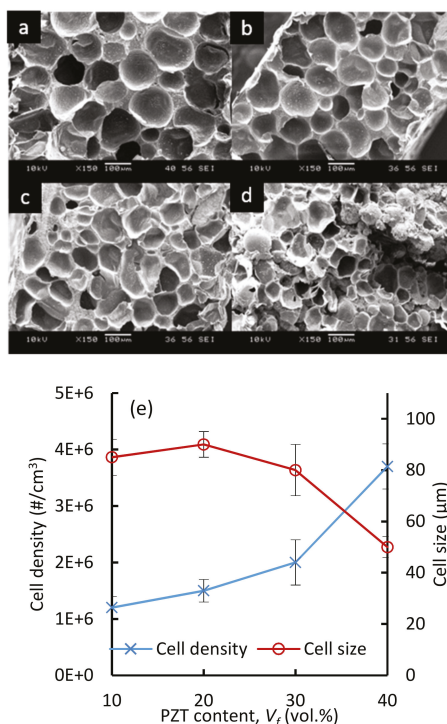 a
b
10kV X150 100µm 40 56 SEI
10kV X150 100µm 36 56 SEI
c
d
10kV X150 100µm 37 56 SEI
10kV X150 100µm 31 56 SEI
(e)
Cell density (#/cm³)
5E+6
4E+6
3E+6
2E+6
1E+6
0E+0
100
80
60
40
20
0
Cell size (µm)
Cell density
Cell size
10
20
30
40
PZT content, V_f (vol.%)